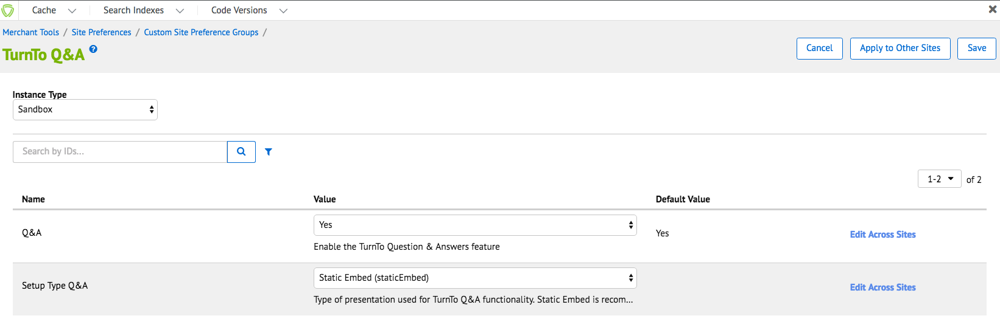 Cache Search Indexes Code Versions
Merchant Tools / Site Preferences / Custom Site Preference Groups /
TurnTo Q&A ?
Cancel Apply to Other Sites Save
Instance Type
Sandbox
Search by IDs...
1-2 of 2
Name Value Default Value
Q&A Yes Yes Edit Across Sites
Enable the TurnTo Question & Answers feature
Setup Type Q&A Static Embed (staticEmbed) Edit Across Sites
Type of presentation used for TurnTo Q&A functionality. Static Embed is recom...